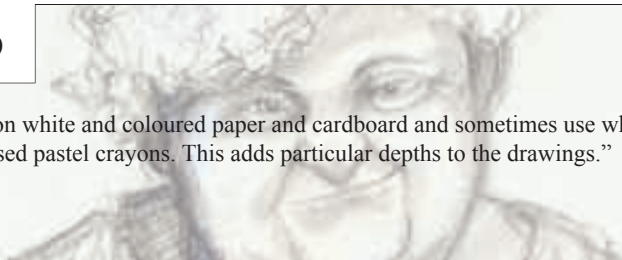 on white and coloured paper and cardboard and sometimes use
sed pastel crayons. This adds particular depths to the drawings.”